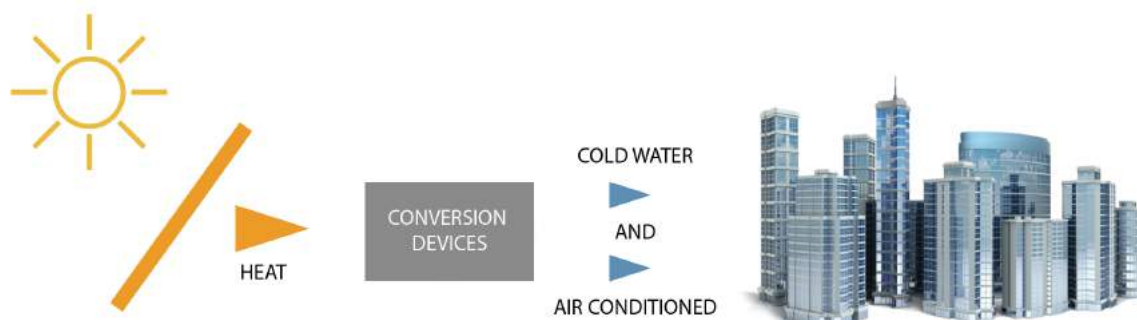 HEAT
CONVERSION
DEVICES
COLD WATER
AND
AIR CONDITIONED